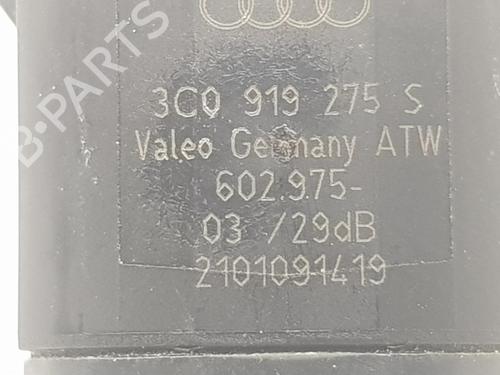 B-PARTS
3C0 919 275 S
Valeo Germany ATW
602.975-
03 /29dB
2101091419